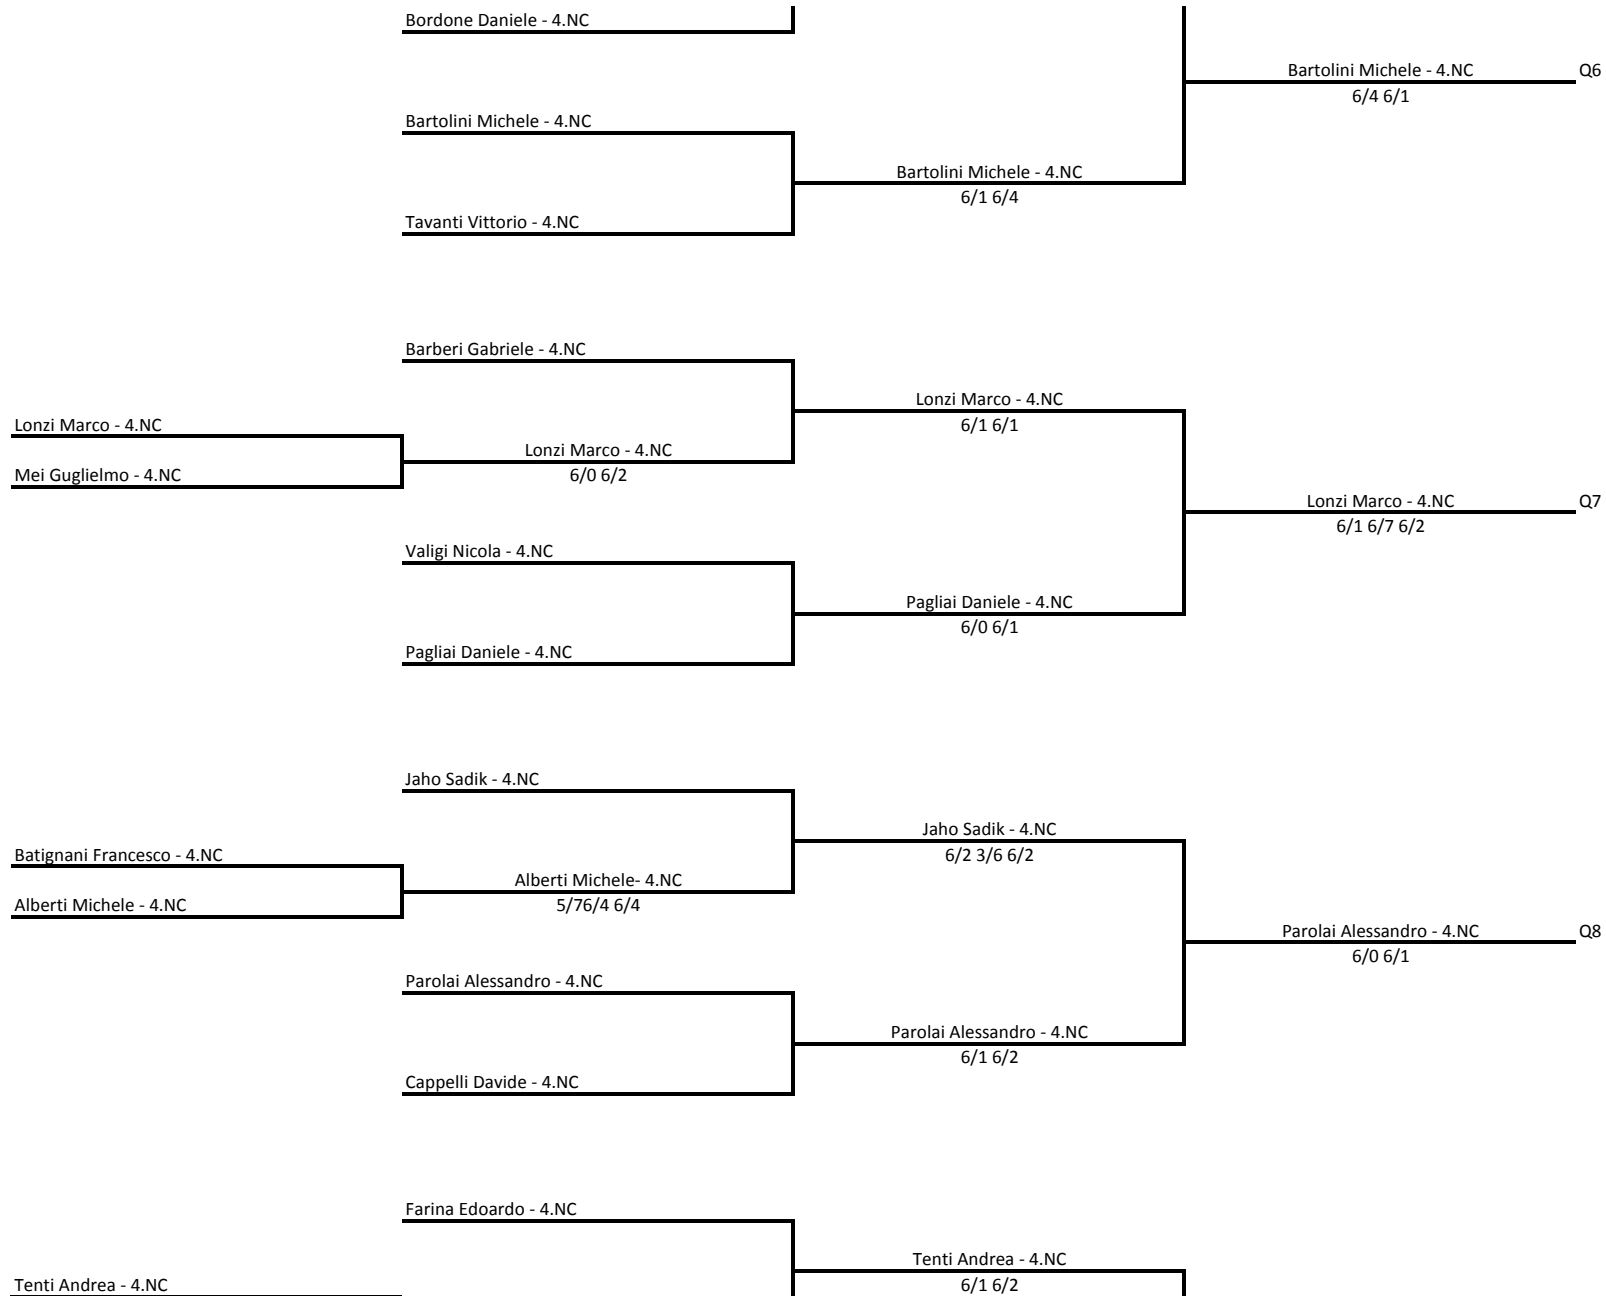 Bordone Daniele - 4.NC
Bartolini Michele - 4.NC
Q6
6/4 6/1
Bartolini Michele - 4.NC
Bartolini Michele - 4.NC
6/1 6/4
Tavanti Vittorio - 4.NC
Barberi Gabriele - 4.NC
Lonzi Marco - 4.NC
6/1 6/1
Lonzi Marco - 4.NC
Lonzi Marco - 4.NC
6/0 6/2
Mei Guglielmo - 4.NC
Lonzi Marco - 4.NC
Q7
6/1 6/7 6/2
Valigi Nicola - 4.NC
Pagliai Daniele - 4.NC
6/0 6/1
Pagliai Daniele - 4.NC
Jaho Sadik - 4.NC
Jaho Sadik - 4.NC
6/2 3/6 6/2
Batignani Francesco - 4.NC
Alberti Michele- 4.NC
5/76/4 6/4
Alberti Michele - 4.NC
Parolai Alessandro - 4.NC
Q8
6/0 6/1
Parolai Alessandro - 4.NC
Parolai Alessandro - 4.NC
6/1 6/2
Cappelli Davide - 4.NC
Farina Edoardo - 4.NC
Tenti Andrea - 4.NC
6/1 6/2
Tenti Andrea - 4.NC